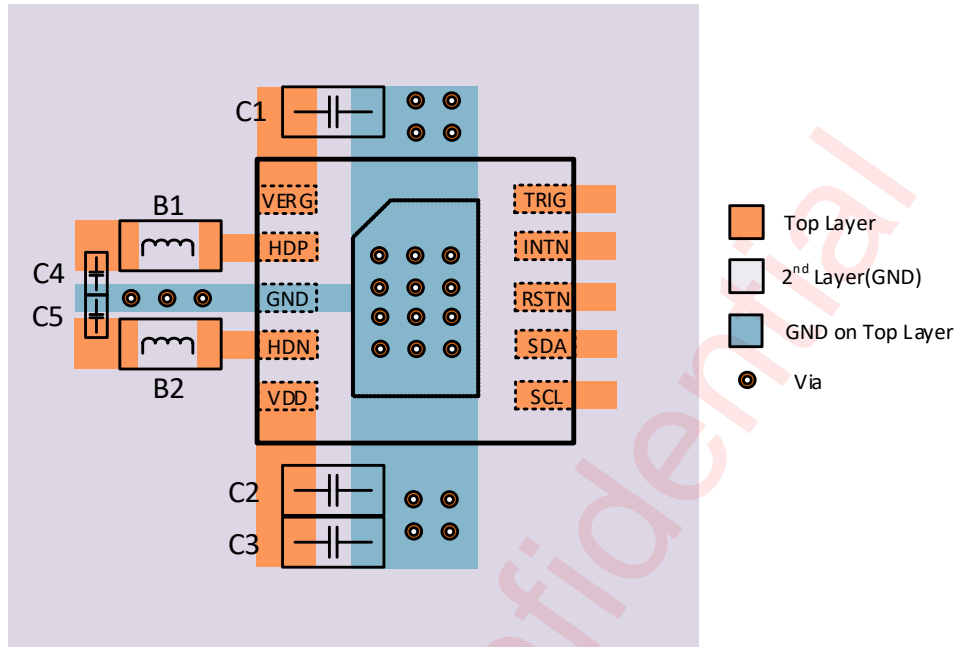 C1
VERG
TRIG
B1
HDP
INTN
C4
GND
RSTN
C5
HDN
SDA
B2
VDD
SCL
C2
C3
Top Layer
2nd Layer(GND)
GND on Top Layer
Via
nfidential